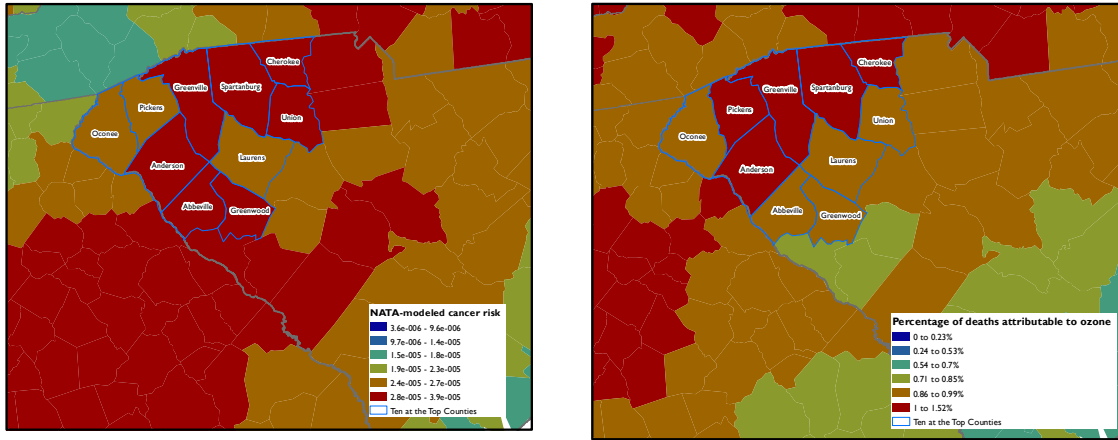 Cherokee
Greenville
Spartanburg
Pickens
Union
Oconee
Laurens
Anderson
Abbeville
Greenwood
NATA-modeled cancer risk
3.6e-006 - 9.6e-006
9.7e-006 - 1.4e-005
1.5e-005 - 1.8e-005
1.9e-005 - 2.3e-005
2.4e-005 - 2.7e-005
2.8e-005 - 3.9e-005
Ten at the Top Counties
Cherokee
Greenville
Spartanburg
Pickens
Union
Oconee
Laurens
Anderson
Abbeville
Greenwood
Percentage of deaths attributable to ozone
0 to 0.23%
0.24 to 0.53%
0.54 to 0.7%
0.71 to 0.85%
0.86 to 0.99%
1 to 1.52%
Ten at the Top Counties